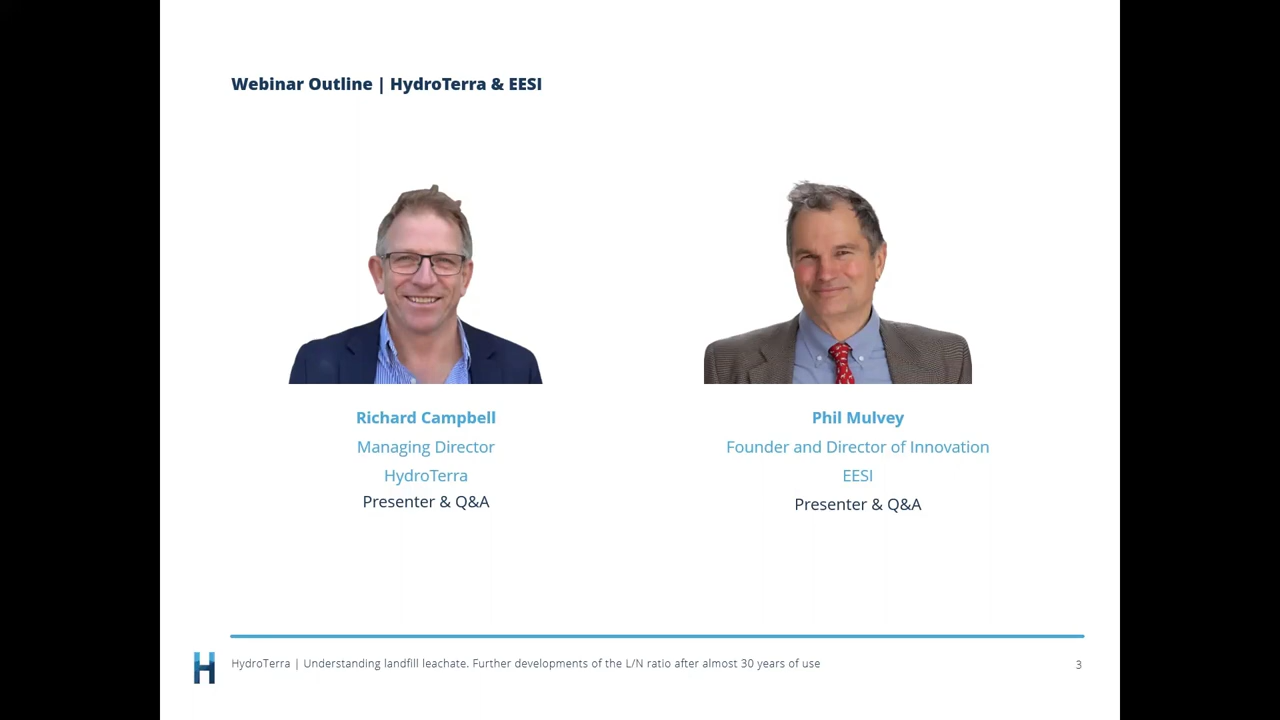 Webinar Outline | HydroTerra & EESI
Richard Campbell
Managing Director
HydroTerra
Presenter & Q&A
Phil Mulvey
Founder and Director of Innovation
EESI
Presenter & Q&A
H
HydroTerra | Understanding landfill leachate. Further developments of the L/N ratio after almost 30 years of use
3